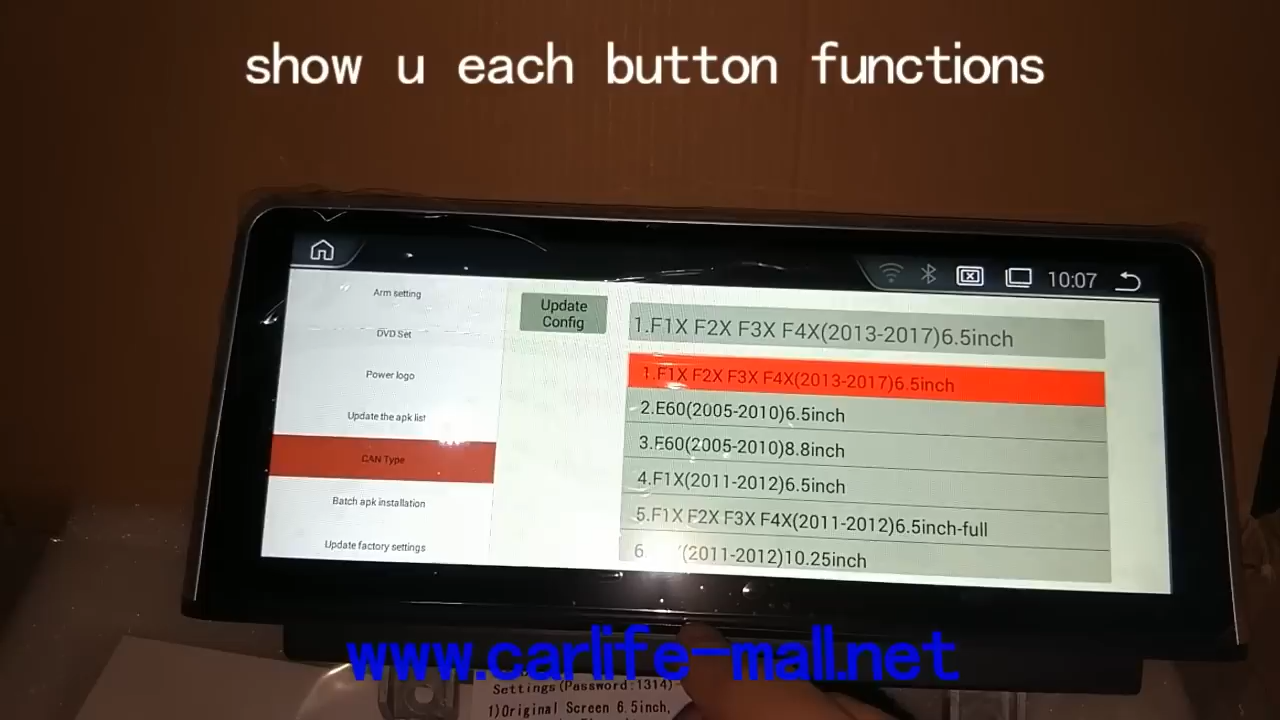 show u each button functions
10:07
Arm setting
DVD Set
Power logo
Update the apk list
CAN Type
Batch apk installation
Update factory settings
Update
Config
1.F1X F2X F3X F4X(2013-2017)6.5inch
1.F1X F2X F3X F4X(2013-2017)6.5inch
2.E60(2005-2010)6.5inch
3.E60(2005-2010)8.8inch
4.F1X(2011-2012)6.5inch
5.F1X F2X F3X F4X(2011-2012)6.5inch-full
6. (2011-2012)10.25inch
www.carlife-mall.net
Settings(Password:1314)-
1)Original Screen 6.5inch,